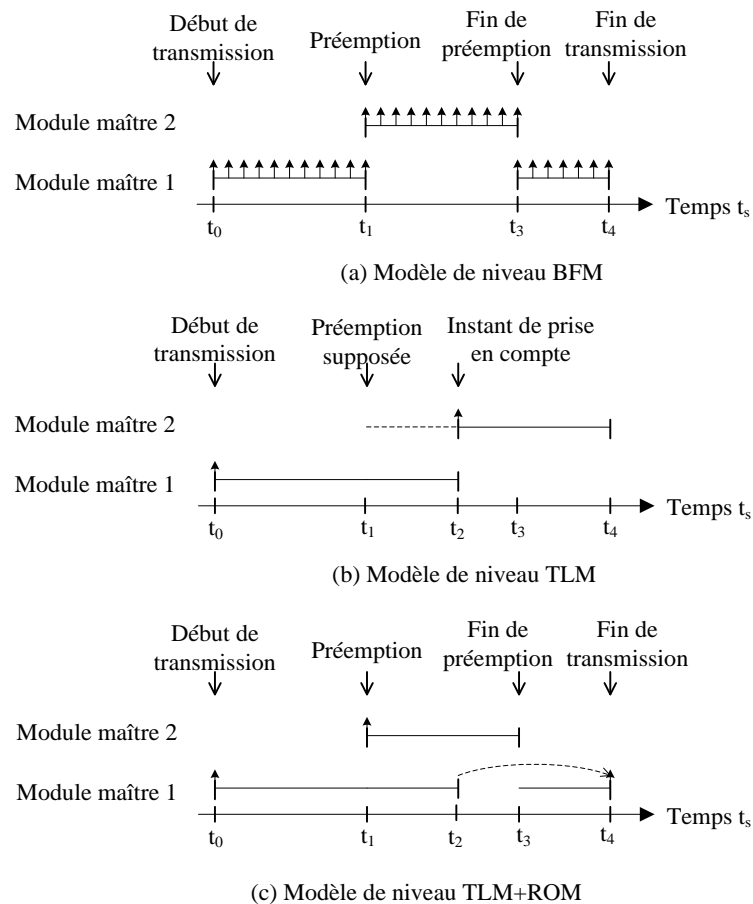 Début de
transmission
Préemption
Fin de
préemption
Fin de
transmission
Module maître 2
Module maître 1
Temps ts
t0
t1
t3
t4
(a) Modèle de niveau BFM
Début de
transmission
Préemption
supposée
Instant de prise
en compte
Module maître 2
Module maître 1
Temps ts
t0
t1
t2
t3
t4
(b) Modèle de niveau TLM
Début de
transmission
Préemption
Fin de
préemption
Fin de
transmission
Module maître 2
Module maître 1
Temps ts
t0
t1
t2
t3
t4
(c) Modèle de niveau TLM+ROM